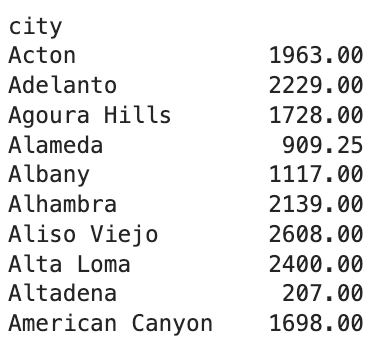 city
Acton 1963.00
Adelanto 2229.00
Agoura Hills 1728.00
Alameda 909.25
Albany 1117.00
Alhambra 2139.00
Aliso Viejo 2608.00
Alta Loma 2400.00
Altadena 207.00
American Canyon 1698.00